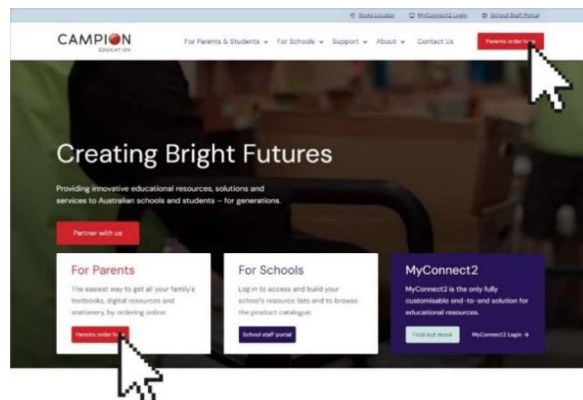 Store Locator MyConnect2 Login School Staff Portal
CAMPION
EDUCATION
For Parents & Students For Schools Support About Contact Us Parents order
Creating Bright Futures
Providing innovative educational resources, solutions and
services to Australian schools and students – for generations.
Partner with us
For Parents
The easiest way to get all your family's
textbooks, digital resources and
stationery, by ordering online.
Parents order
For Schools
Log in to access and build your
school's resource lists and to browse
the product catalogue.
School staff portal
MyConnect2
MyConnect2 is the only fully
customisable end-to-end solution for
educational resources.
Find out more MyConnect2 Login →